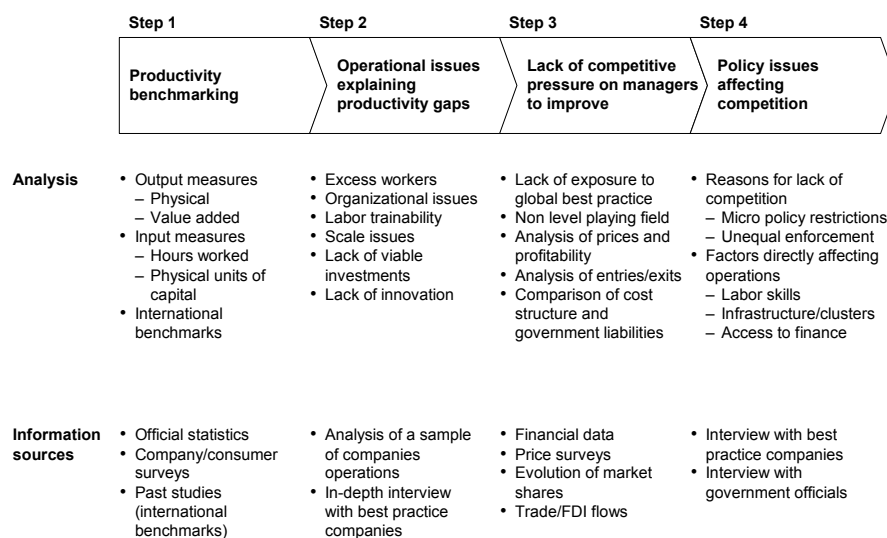 Step 1
Step 2
Step 3
Step 4
Productivity
benchmarking
Operational issues
explaining
productivity gaps
Lack of competitive
pressure on managers
to improve
Policy issues
affecting
competition
Analysis
• Output measures
– Physical
– Value added
• Input measures
– Hours worked
– Physical units of
capital
• International
benchmarks
• Excess workers
• Organizational issues
• Labor trainability
• Scale issues
• Lack of viable
investments
• Lack of innovation
• Lack of exposure to
global best practice
• Non level playing field
• Analysis of prices and
profitability
• Analysis of entries/exits
• Comparison of cost
structure and
government liabilities
• Reasons for lack of
competition
– Micro policy restrictions
– Unequal enforcement
• Factors directly affecting
operations
– Labor skills
– Infrastructure/clusters
– Access to finance
Information
sources
• Official statistics
• Company/consumer
surveys
• Past studies
(international
benchmarks)
• Analysis of a sample
of companies
operations
• In-depth interview
with best practice
companies
• Financial data
• Price surveys
• Evolution of market
shares
• Trade/FDI flows
• Interview with best
practice companies
• Interview with
government officials